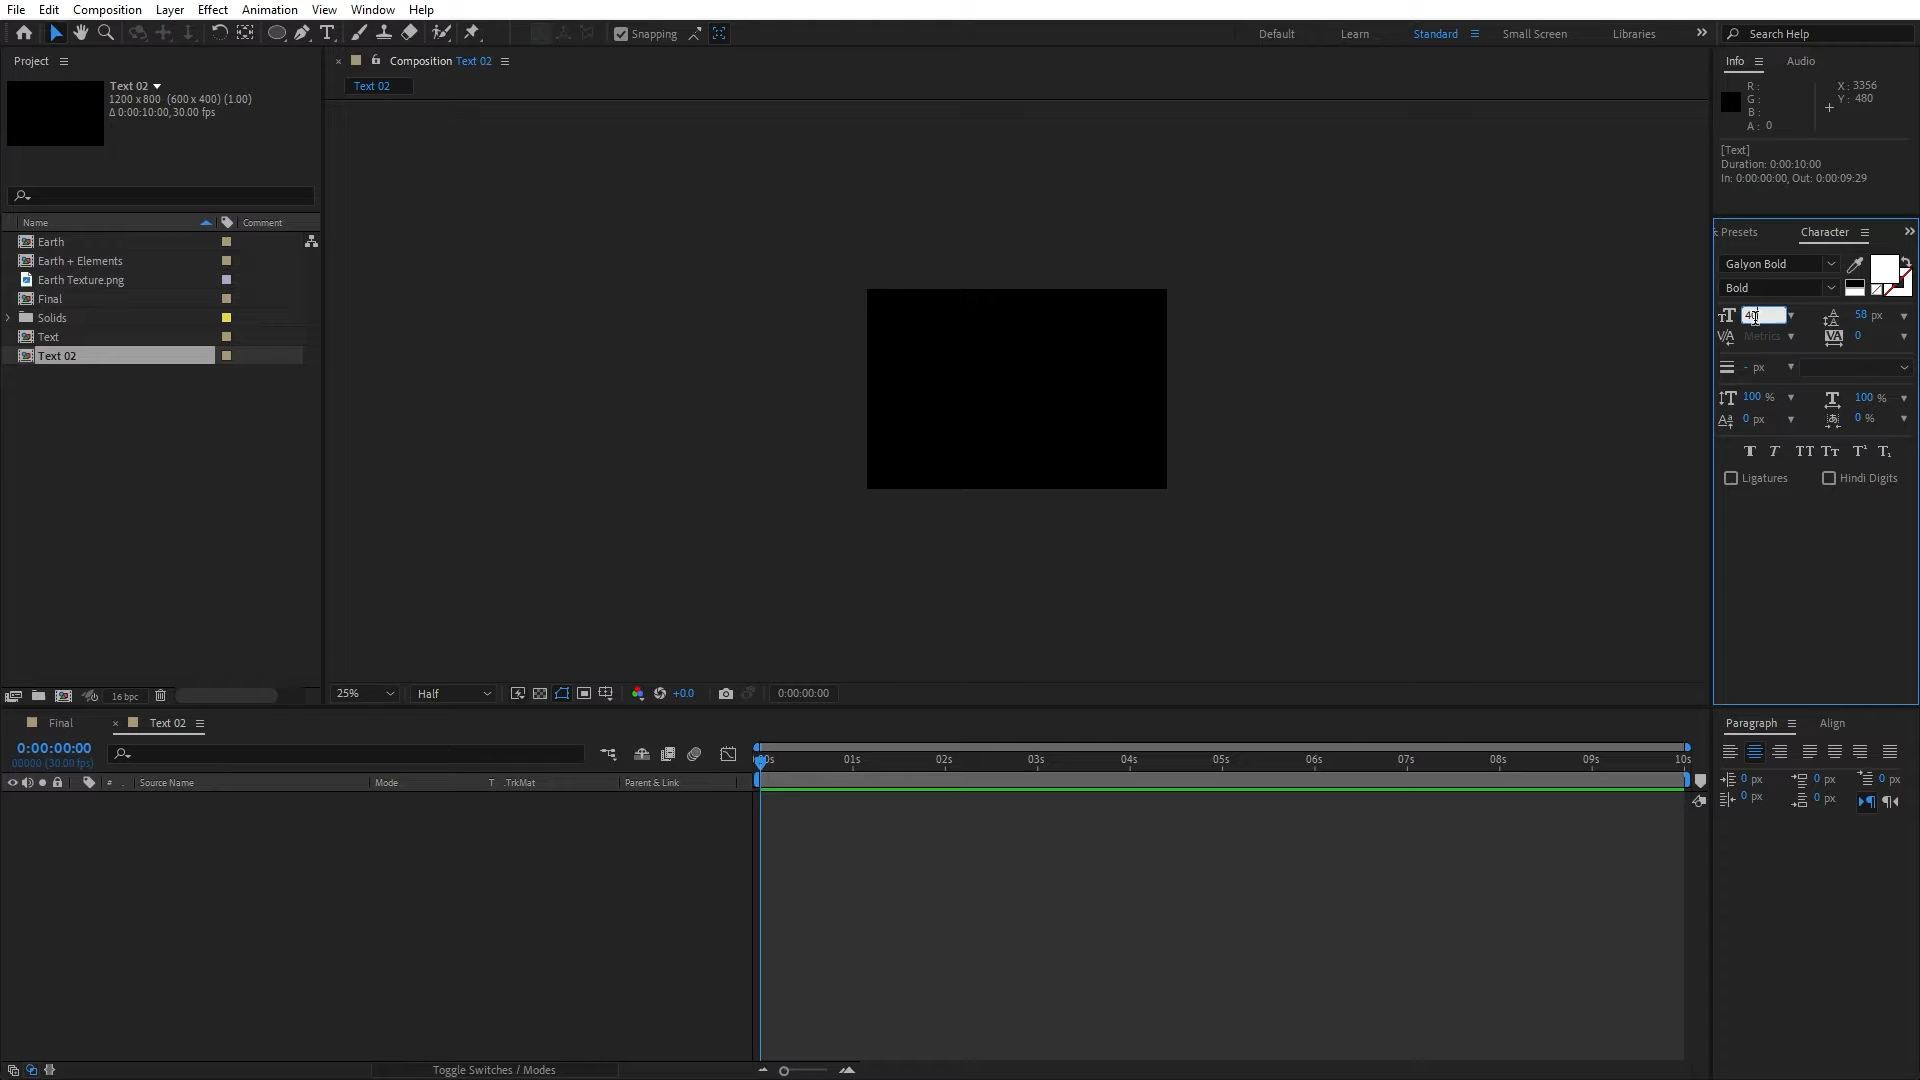 File Edit Composition Layer Effect Animation View Window Help
Snapping Default Learn Standard Small Screen Libraries Search Help
Project
Composition Text 02
Info Audio
Text 02
1200 x 800 (600 x 400) (1.00)
Δ 0:00:10:00, 30.00 fps
Text 02
R :
G :
B :
A : 0
X : 3356
Y : 480
[Text]
Duration: 0:00:10:00
In: 0:00:00:00, Out: 0:00:09:29
Name Comment
Earth
Earth + Elements
Earth Texture.png
Final
Solids
Text
Text 02
Presets Character
Galyon Bold
Bold
40 58 px
Metrics 0
- px
100 % 100 %
0 px 0 %
Ligatures Hindi Digits
16 bpc
25% Half +0.0 0:00:00:00
Final Text 02
0:00:00:00
00000 (30.00 fps)
# Source Name Mode T .TrkMat Parent & Link
01s 02s 03s 04s 05s 06s 07s 08s 09s 10s
Paragraph Align
0 px 0 px 0 px
0 px 0 px
Toggle Switches / Modes